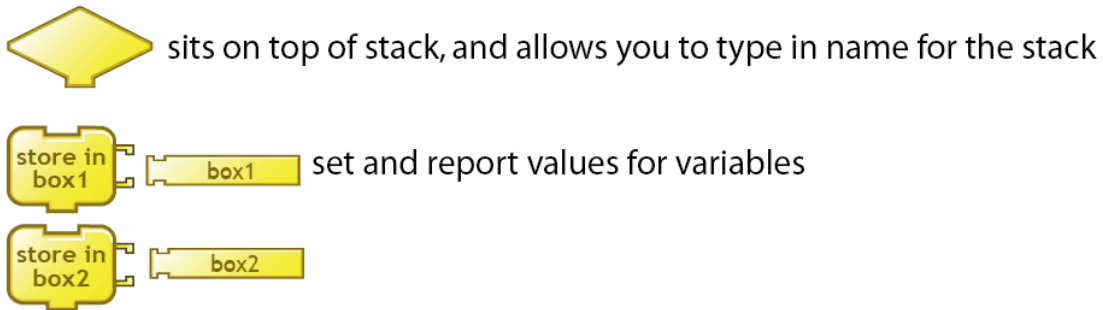 sits on top of stack, and allows you to type in name for the stack
store in
box1
box1
set and report values for variables
store in
box2
box2